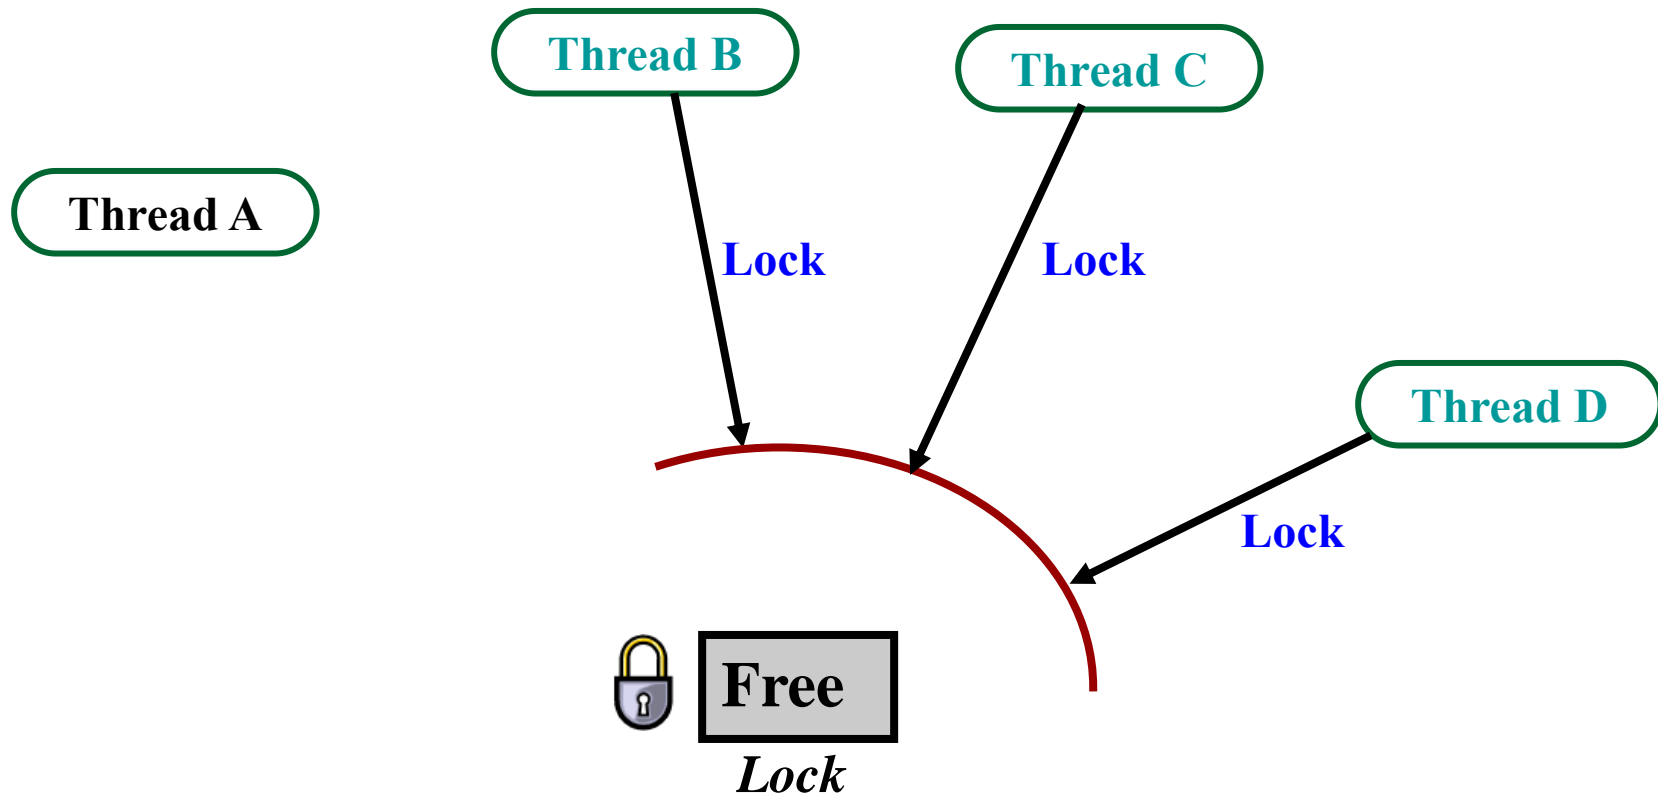 Thread B
Thread C
Thread A
Lock
Lock
Thread D
Lock
Free
Lock